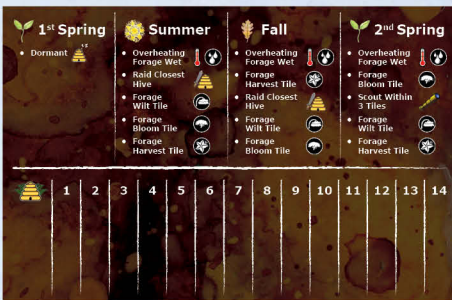 1st Spring
• Dormant +3
Summer
• Overheating
Forage Wet
• Raid Closest
Hive
• Forage
Wilt Tile
• Forage
Bloom Tile
• Forage
Harvest Tile
Fall
• Overheating
Forage Wet
• Forage
Harvest Tile
• Raid Closest
Hive
• Forage
Wilt Tile
• Forage
Bloom Tile
2nd Spring
• Overheating
Forage Wet
• Forage
Bloom Tile
• Scout Within
3 Tiles
• Forage
Wilt Tile
• Forage
Harvest Tile
1 2 3 4 5 6 7 8 9 10 11 12 13 14